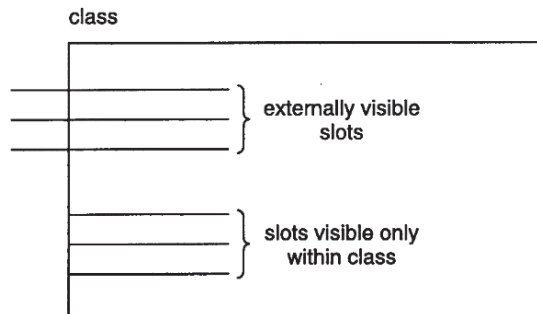 class
externally visible
slots
slots visible only
within class